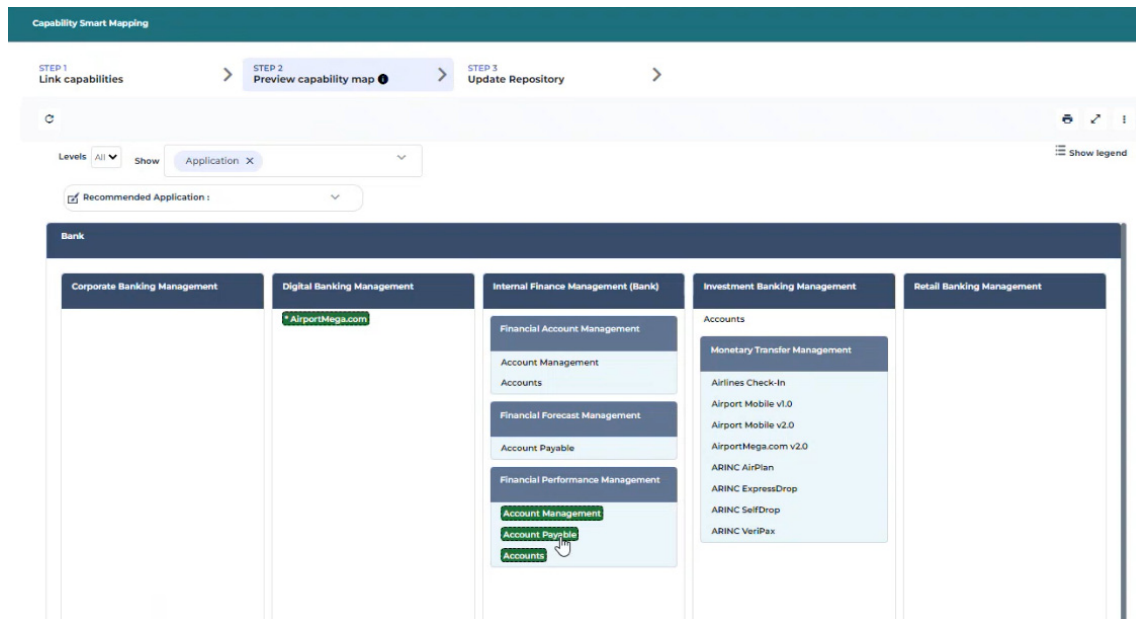 Capability Smart Mapping
STEP 1
Link capabilities
STEP 2
Preview capability map
STEP 3
Update Repository
Levels All Show Application X
Show legend
Recommended Application :
Bank
Corporate Banking Management
Digital Banking Management
* AirportMega.com
Internal Finance Management (Bank)
Financial Account Management
Account Management
Accounts
Financial Forecast Management
Account Payable
Financial Performance Management
Account Management
Account Payable
Accounts
Investment Banking Management
Accounts
Monetary Transfer Management
Airlines Check-In
Airport Mobile v1.0
Airport Mobile v2.0
AirportMega.com v2.0
ARINC AirPlan
ARINC ExpressDrop
ARINC SelfDrop
ARINC VeriPax
Retail Banking Management